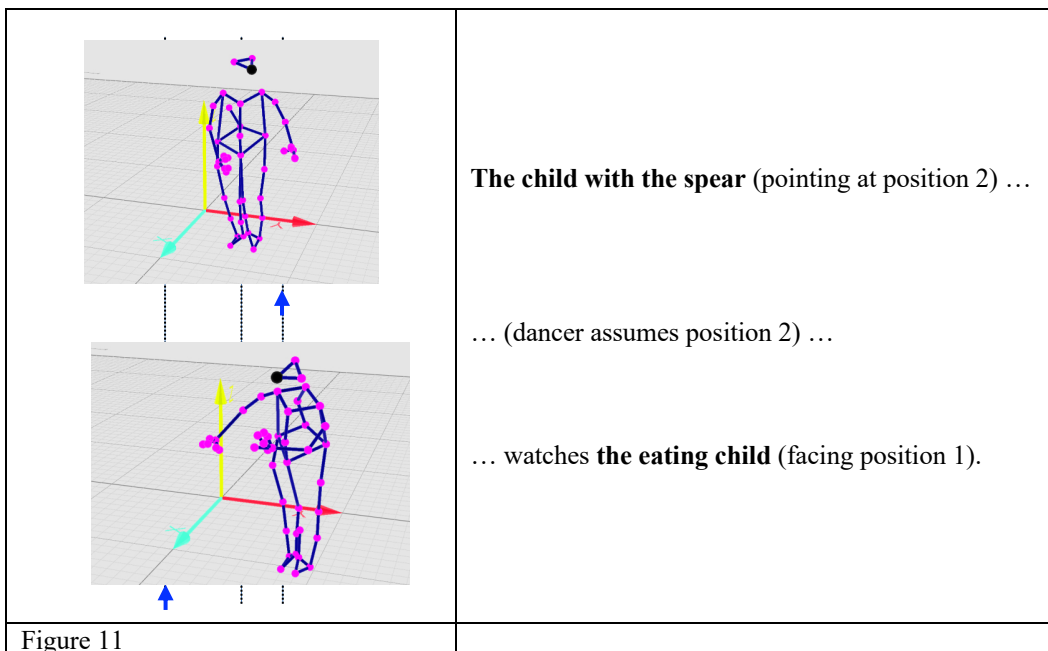 The child with the spear (pointing at position 2) …
… (dancer assumes position 2) …
… watches the eating child (facing position 1).
Figure 11